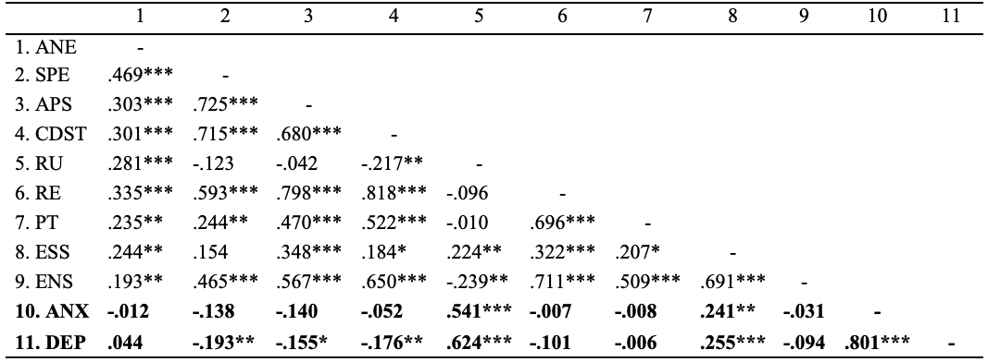 1 2 3 4 5 6 7 8 9 10 11
1. ANE -
2. SPE .469*** -
3. APS .303*** .725*** -
4. CDST .301*** .715*** .680*** -
5. RU .281*** -.123 -.042 -.217** -
6. RE .335*** .593*** .798*** .818*** -.096 -
7. PT .235** .244** .470*** .522*** -.010 .696*** -
8. ESS .244** .154 .348*** .184* .224** .322*** .207* -
9. ENS .193** .465*** .567*** .650*** -.239** .711*** .509*** .691*** -
10. ANX -.012 -.138 -.140 -.052 .541*** -.007 -.008 .241** -.031 -
11. DEP .044 -.193** -.155* -.176** .624*** -.101 -.006 .255*** -.094 .801*** -